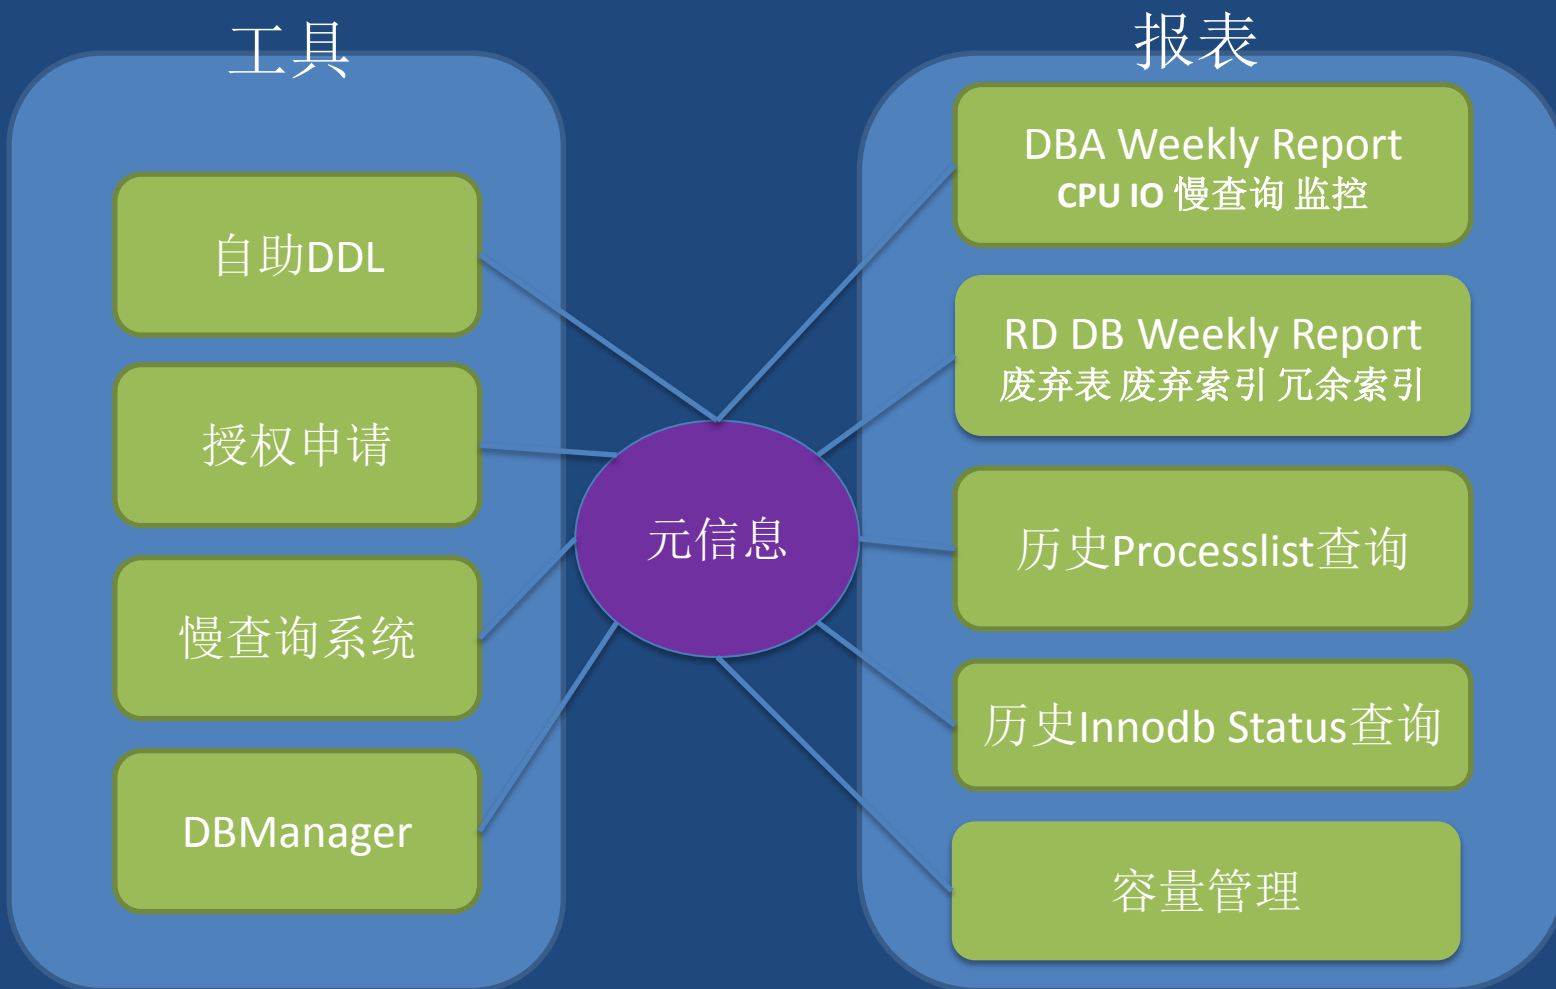 工具
自助DDL
授权申请
慢查询系统
DBManager
元信息
报表
DBA Weekly Report
CPU IO 慢查询 监控
RD DB Weekly Report
废弃表 废弃索引 冗余索引
历史Processlist查询
历史Innodb Status查询
容量管理